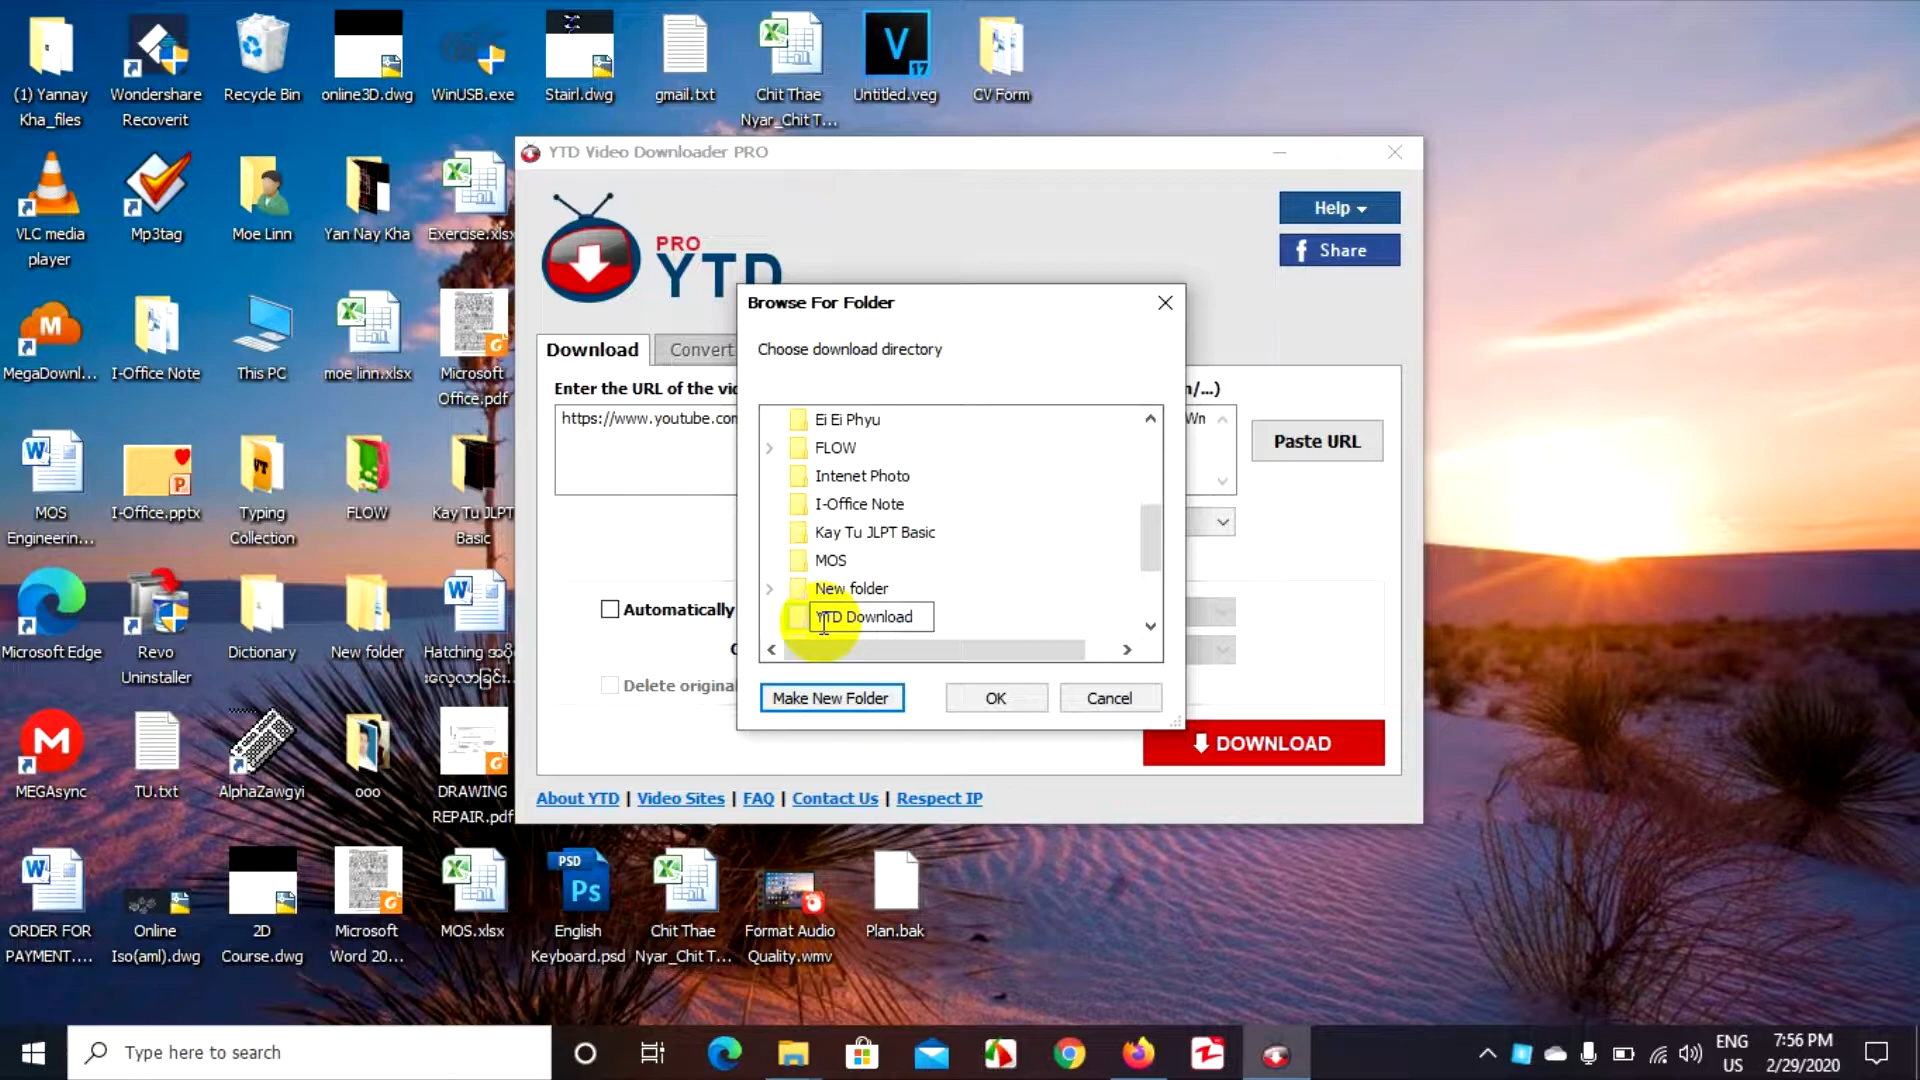 (1) Yannay
Kha_files
Wondershare
Recoverit
Recycle Bin
online3D.dwg
WinUSB.exe
Stairl.dwg
gmail.txt
Chit Thae
Nyar_Chit T...
Untitled.veg
CV Form
V
17
VLC media
player
Mp3tag
Moe Linn
Yan Nay Kha
Exercise.xlsx
MegaDownl...
I-Office Note
This PC
moe linn.xlsx
Microsoft
Office.pdf
MOS
Engineerin...
I-Office.pptx
Typing
Collection
FLOW
Kay Tu JLPT
Basic
Microsoft Edge
Revo
Uninstaller
Dictionary
New folder
MEGAsync
TU.txt
AlphaZawgyi
ooo
DRAWING
REPAIR.pdf
ORDER FOR
PAYMENT....
Online
Iso(aml).dwg
2D
Course.dwg
Microsoft
Word 20...
MOS.xlsx
PSD
Ps
English
Keyboard.psd
Chit Thae
Nyar_Chit T...
Format Audio
Quality.wmv
Plan.bak
YTD Video Downloader PRO
PRO
YTD
Help
f Share
Download
Convert
Enter the URL of the vid
n/...)
https://www.youtube.com
Wn
Paste URL
Automatically
Delete original
DOWNLOAD
About YTD | Video Sites | FAQ | Contact Us | Respect IP
Browse For Folder
Choose download directory
Ei Ei Phyu
FLOW
Intenet Photo
I-Office Note
Kay Tu JLPT Basic
MOS
New folder
YTD Download
Make New Folder
OK
Cancel
Type here to search
ENG
US
7:56 PM
2/29/2020